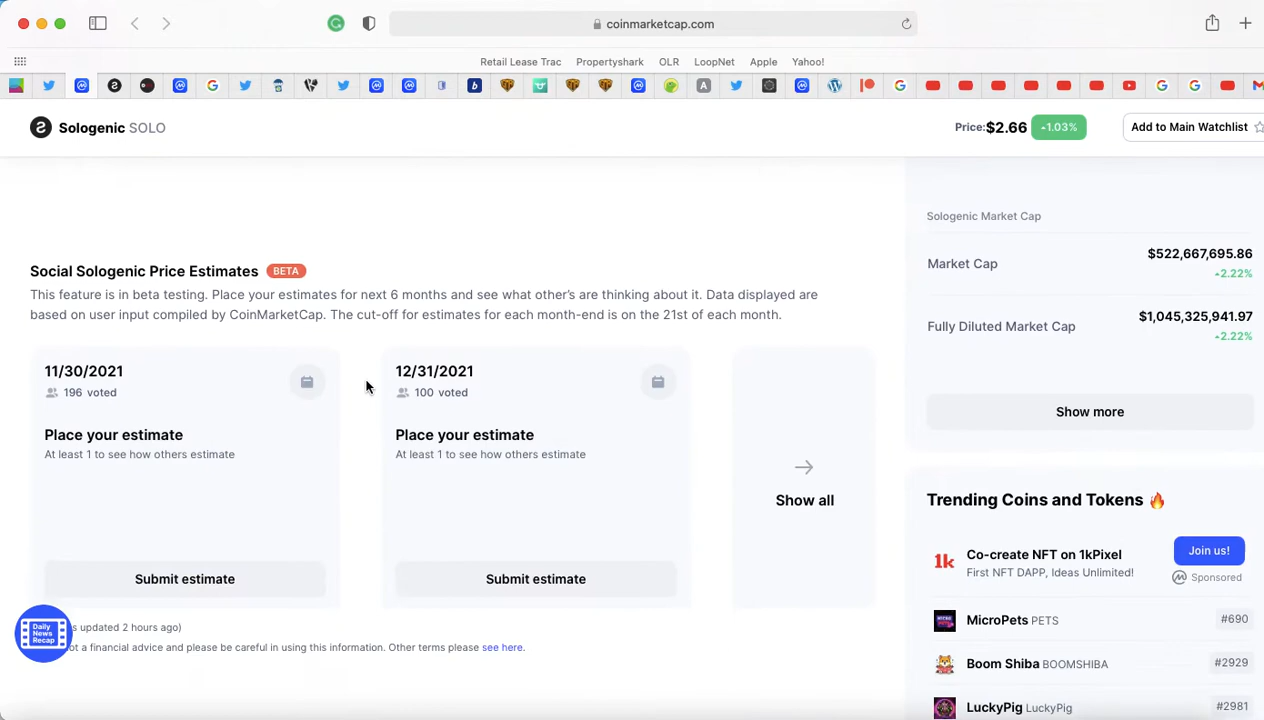 coinmarketcap.com
Retail Lease Trac Propertyshark OLR LoopNet Apple Yahoo!
Sologenic SOLO
Price:$2.66 1.03%
Add to Main Watchlist
Sologenic Market Cap
Market Cap $522,667,695.86
2.22%
Fully Diluted Market Cap $1,045,325,941.97
2.22%
Show more
Social Sologenic Price Estimates BETA
This feature is in beta testing. Place your estimates for next 6 months and see what other's are thinking about it. Data displayed are
based on user input compiled by CoinMarketCap. The cut-off for estimates for each month-end is on the 21st of each month.
11/30/2021
196 voted
Place your estimate
At least 1 to see how others estimate
Submit estimate
12/31/2021
100 voted
Place your estimate
At least 1 to see how others estimate
Submit estimate
Show all
Daily
News
Recap
updated 2 hours ago)
a financial advice and please be careful in using this information. Other terms please see here.
Trending Coins and Tokens
1k
Co-create NFT on 1kPixel
First NFT DAPP, Ideas Unlimited!
Join us!
Sponsored
MicroPets PETS #690
Boom Shiba BOOMSHIBA #2929
LuckyPig LuckyPig #2981